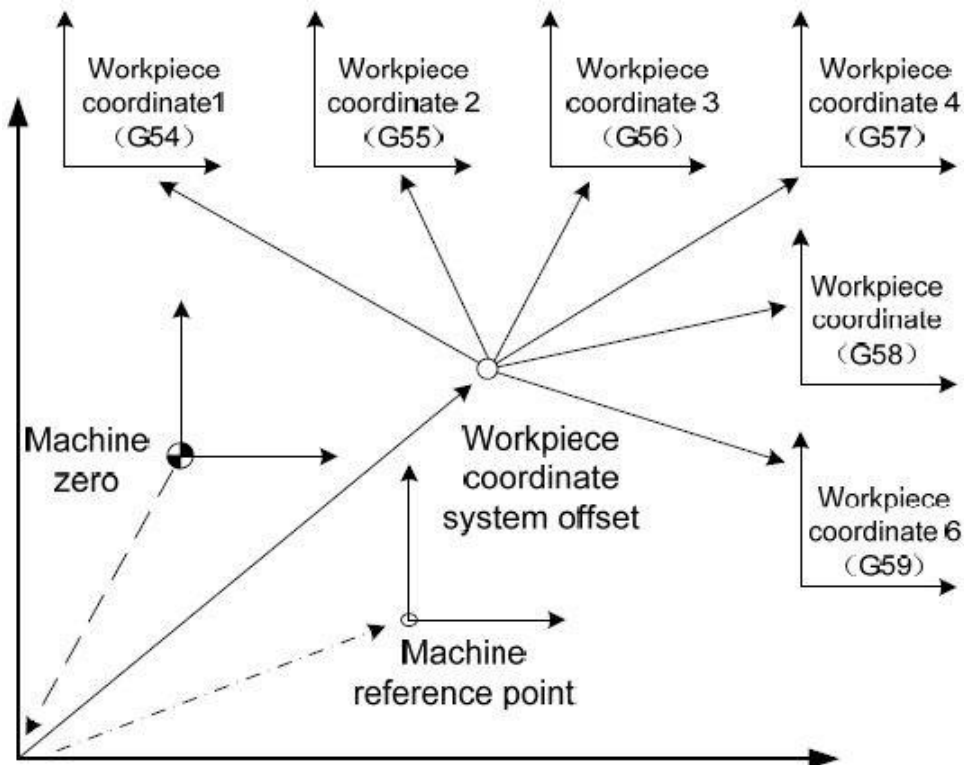 Workpiece
coordinate1
（G54）
Workpiece
coordinate 2
（G55）
Workpiece
coordinate 3
（G56）
Workpiece
coordinate 4
（G57）
Workpiece
coordinate
（G58）
Machine
zero
Workpiece
coordinate
system offset
Workpiece
coordinate 6
（G59）
Machine
reference point